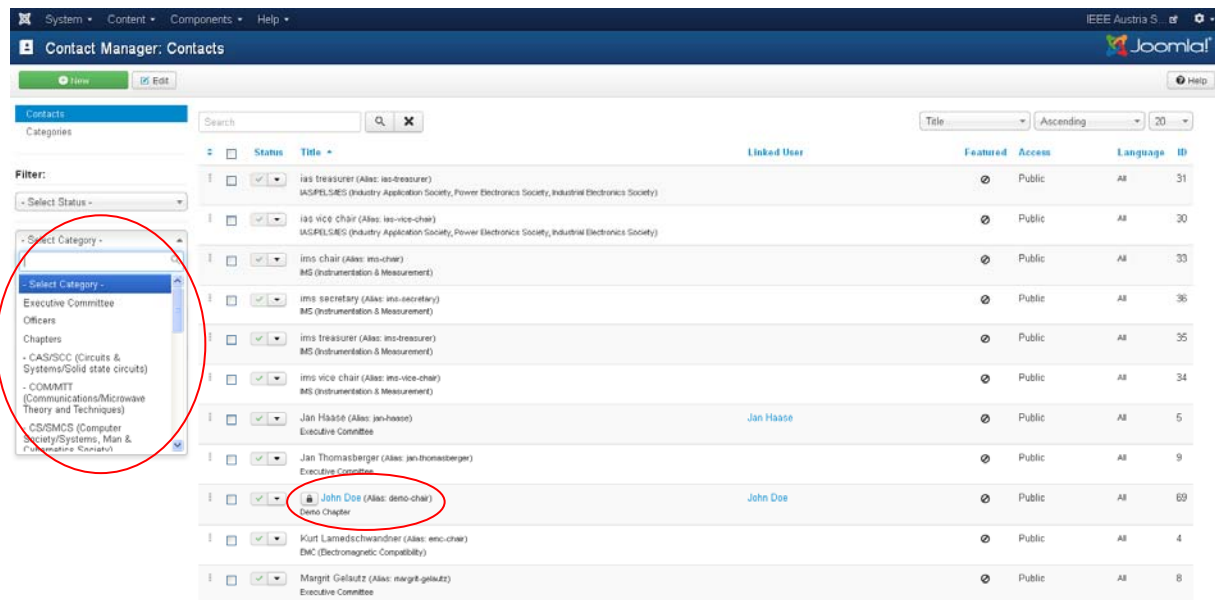 System Content Components Help IEEE Austria S...
Contact Manager: Contacts Joomla!
New Edit Help
Contacts
Categories
Filter:
- Select Status -
- Select Category -
- Select Category -
Executive Committee
Officers
Chapters
- CAS/SCC (Circuits &
Systems/Solid state circuits)
- COM/MTT
(Communications/Microwave
Theory and Techniques)
- CS/SMCS (Computer
Society/Systems, Man &
Cybernetics Society)
Search Title Ascending 20
Status Title Linked User Featured Access Language ID
ias treasurer (Alias: ias-treasurer) Public All 31
IAS/PELS/IES (Industry Application Society, Power Electronics Society, Industrial Electronics Society)
ias vice chair (Alias: ias-vice-chair) Public All 30
IAS/PELS/IES (Industry Application Society, Power Electronics Society, Industrial Electronics Society)
ims chair (Alias: ims-chair) Public All 33
IMS (Instrumentation & Measurement)
ims secretary (Alias: ims-secretary) Public All 36
IMS (Instrumentation & Measurement)
ims treasurer (Alias: ims-treasurer) Public All 35
IMS (Instrumentation & Measurement)
ims vice chair (Alias: ims-vice-chair) Public All 34
IMS (Instrumentation & Measurement)
Jan Haase (Alias: jan-haase) Jan Haase Public All 5
Executive Committee
Jan Thomasberger (Alias: jan-thomasberger) Public All 9
Executive Committee
John Doe (Alias: demo-chair) John Doe Public All 69
Demo Chapter
Kurt Lamedschwandner (Alias: emc-chair) Public All 4
EMC (Electromagnetic Compatibility)
Margrit Gelautz (Alias: margrit-gelautz) Public All 8
Executive Committee